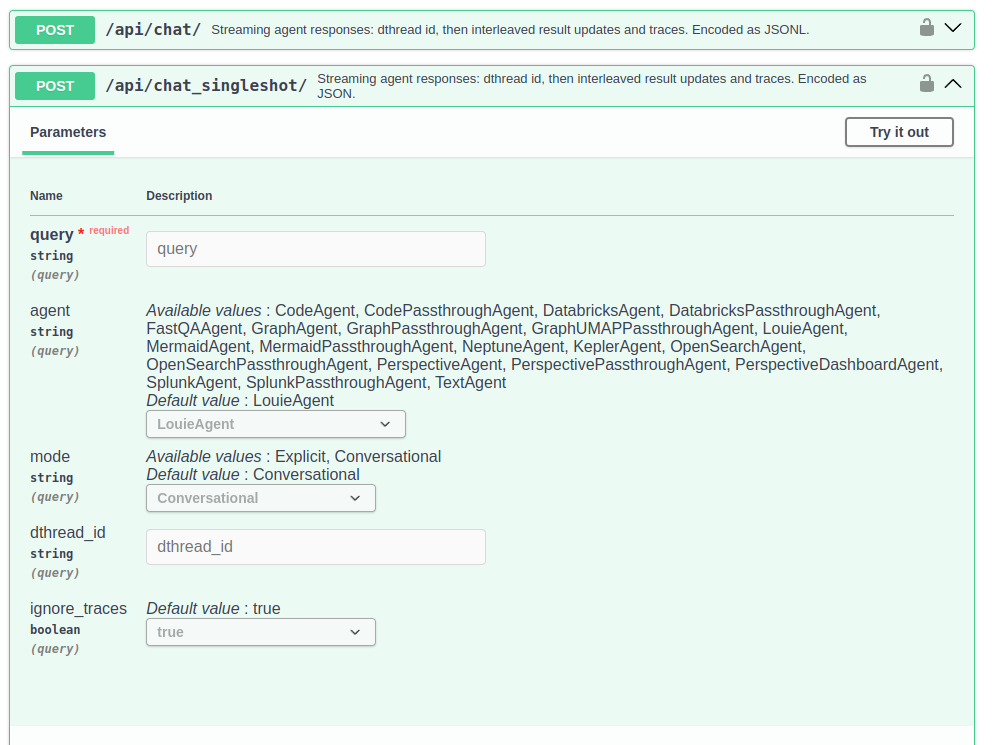 POST /api/chat/ Streaming agent responses: dthread id, then interleaved result updates and traces. Encoded as JSONL.
POST /api/chat_singleshot/ Streaming agent responses: dthread id, then interleaved result updates and traces. Encoded as
JSON.
Parameters
Try it out
Name Description
query * required
string
(query)
query
agent
string
(query)
Available values : CodeAgent, CodePassthroughAgent, DatabricksAgent, DatabricksPassthroughAgent,
FastQAAgent, GraphAgent, GraphPassthroughAgent, GraphUMAPPassthroughAgent, LouieAgent,
MermaidAgent, MermaidPassthroughAgent, NeptuneAgent, KeplerAgent, OpenSearchAgent,
OpenSearchPassthroughAgent, PerspectiveAgent, PerspectivePassthroughAgent, PerspectiveDashboardAgent,
SplunkAgent, SplunkPassthroughAgent, TextAgent
Default value : LouieAgent
LouieAgent
mode
string
(query)
Available values : Explicit, Conversational
Default value : Conversational
Conversational
dthread_id
string
(query)
dthread_id
ignore_traces
boolean
(query)
Default value : true
true